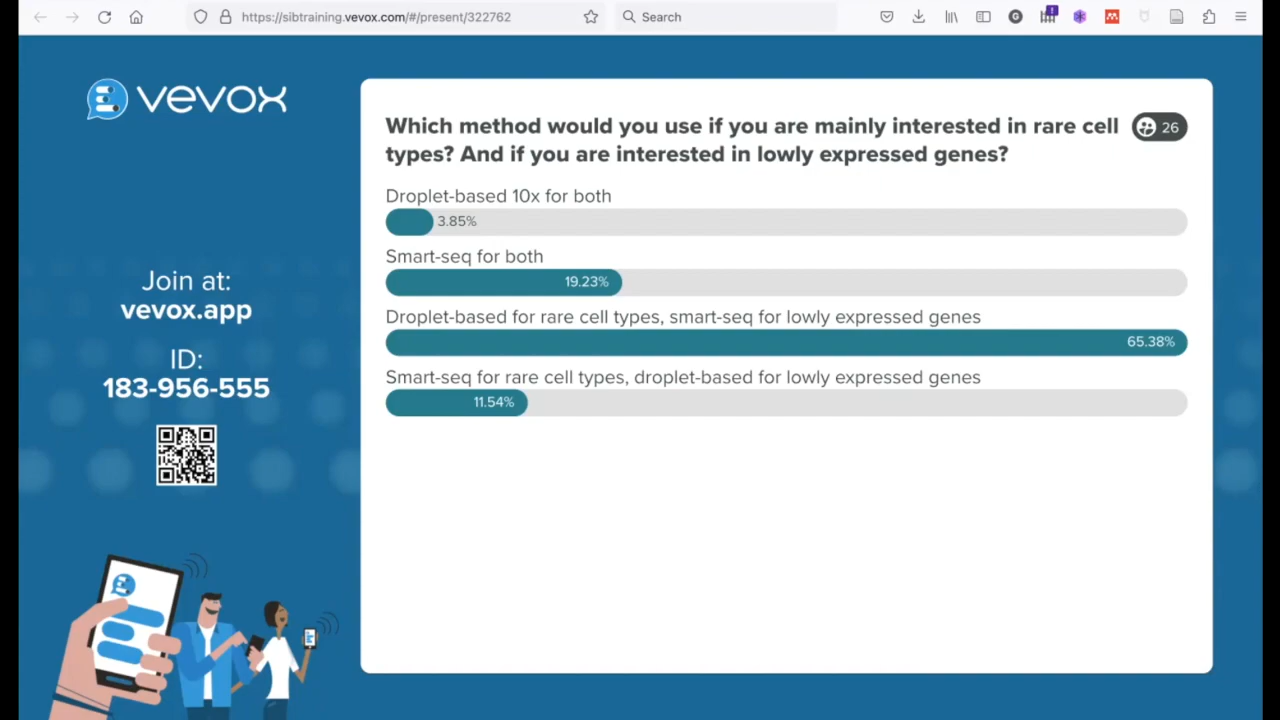 https://sibtraining.vevox.com/#/present/322762
Search
vevox
Which method would you use if you are mainly interested in rare cell
types? And if you are interested in lowly expressed genes?
26
Droplet-based 10x for both
3.85%
Smart-seq for both
19.23%
Droplet-based for rare cell types, smart-seq for lowly expressed genes
65.38%
Smart-seq for rare cell types, droplet-based for lowly expressed genes
11.54%
Join at:
vevox.app
ID:
183-956-555